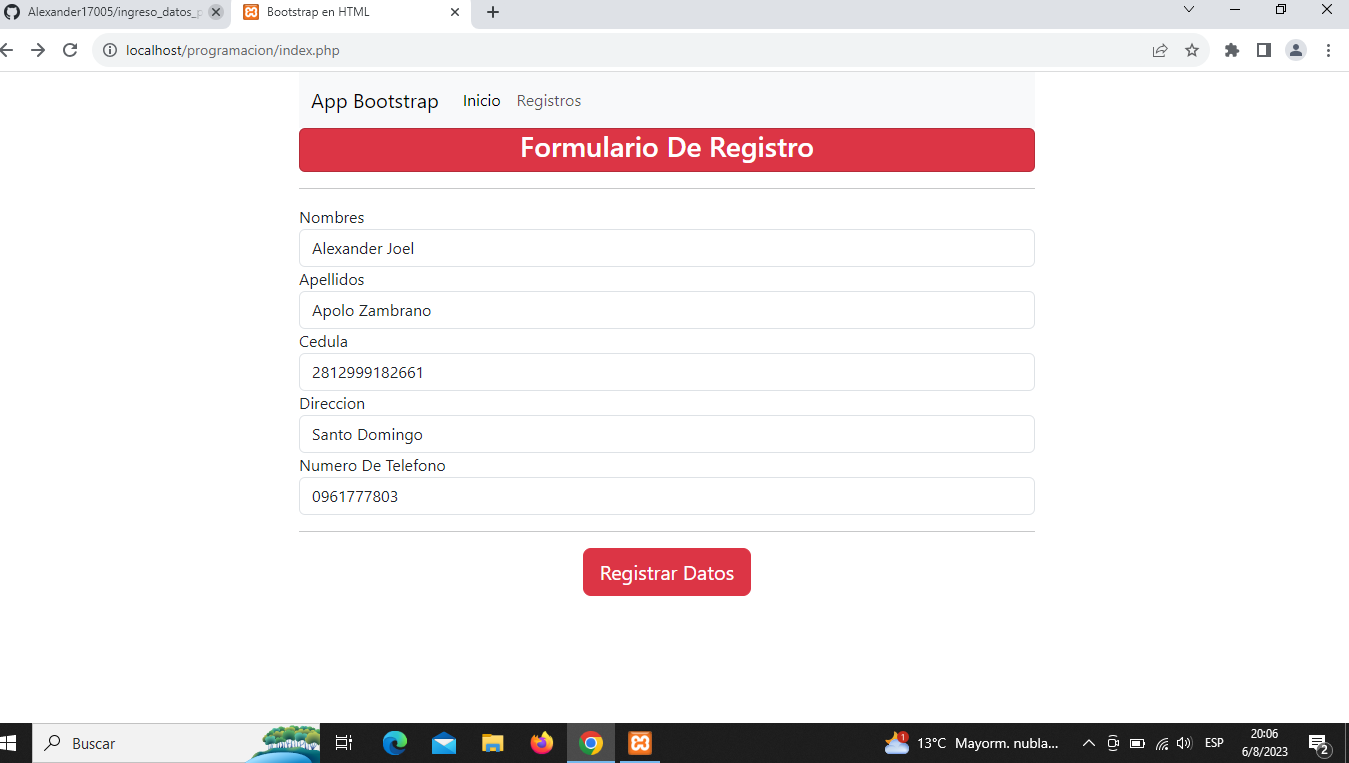 Alexander17005/ingreso_datos_p
Bootstrap en HTML
localhost/programacion/index.php
App Bootstrap Inicio Registros
Formulario De Registro
Nombres
Alexander Joel
Apellidos
Apolo Zambrano
Cedula
2812999182661
Direccion
Santo Domingo
Numero De Telefono
0961777803
Registrar Datos
Buscar
1
13°C Mayorm. nubla...
ESP
20:06
6/8/2023
2